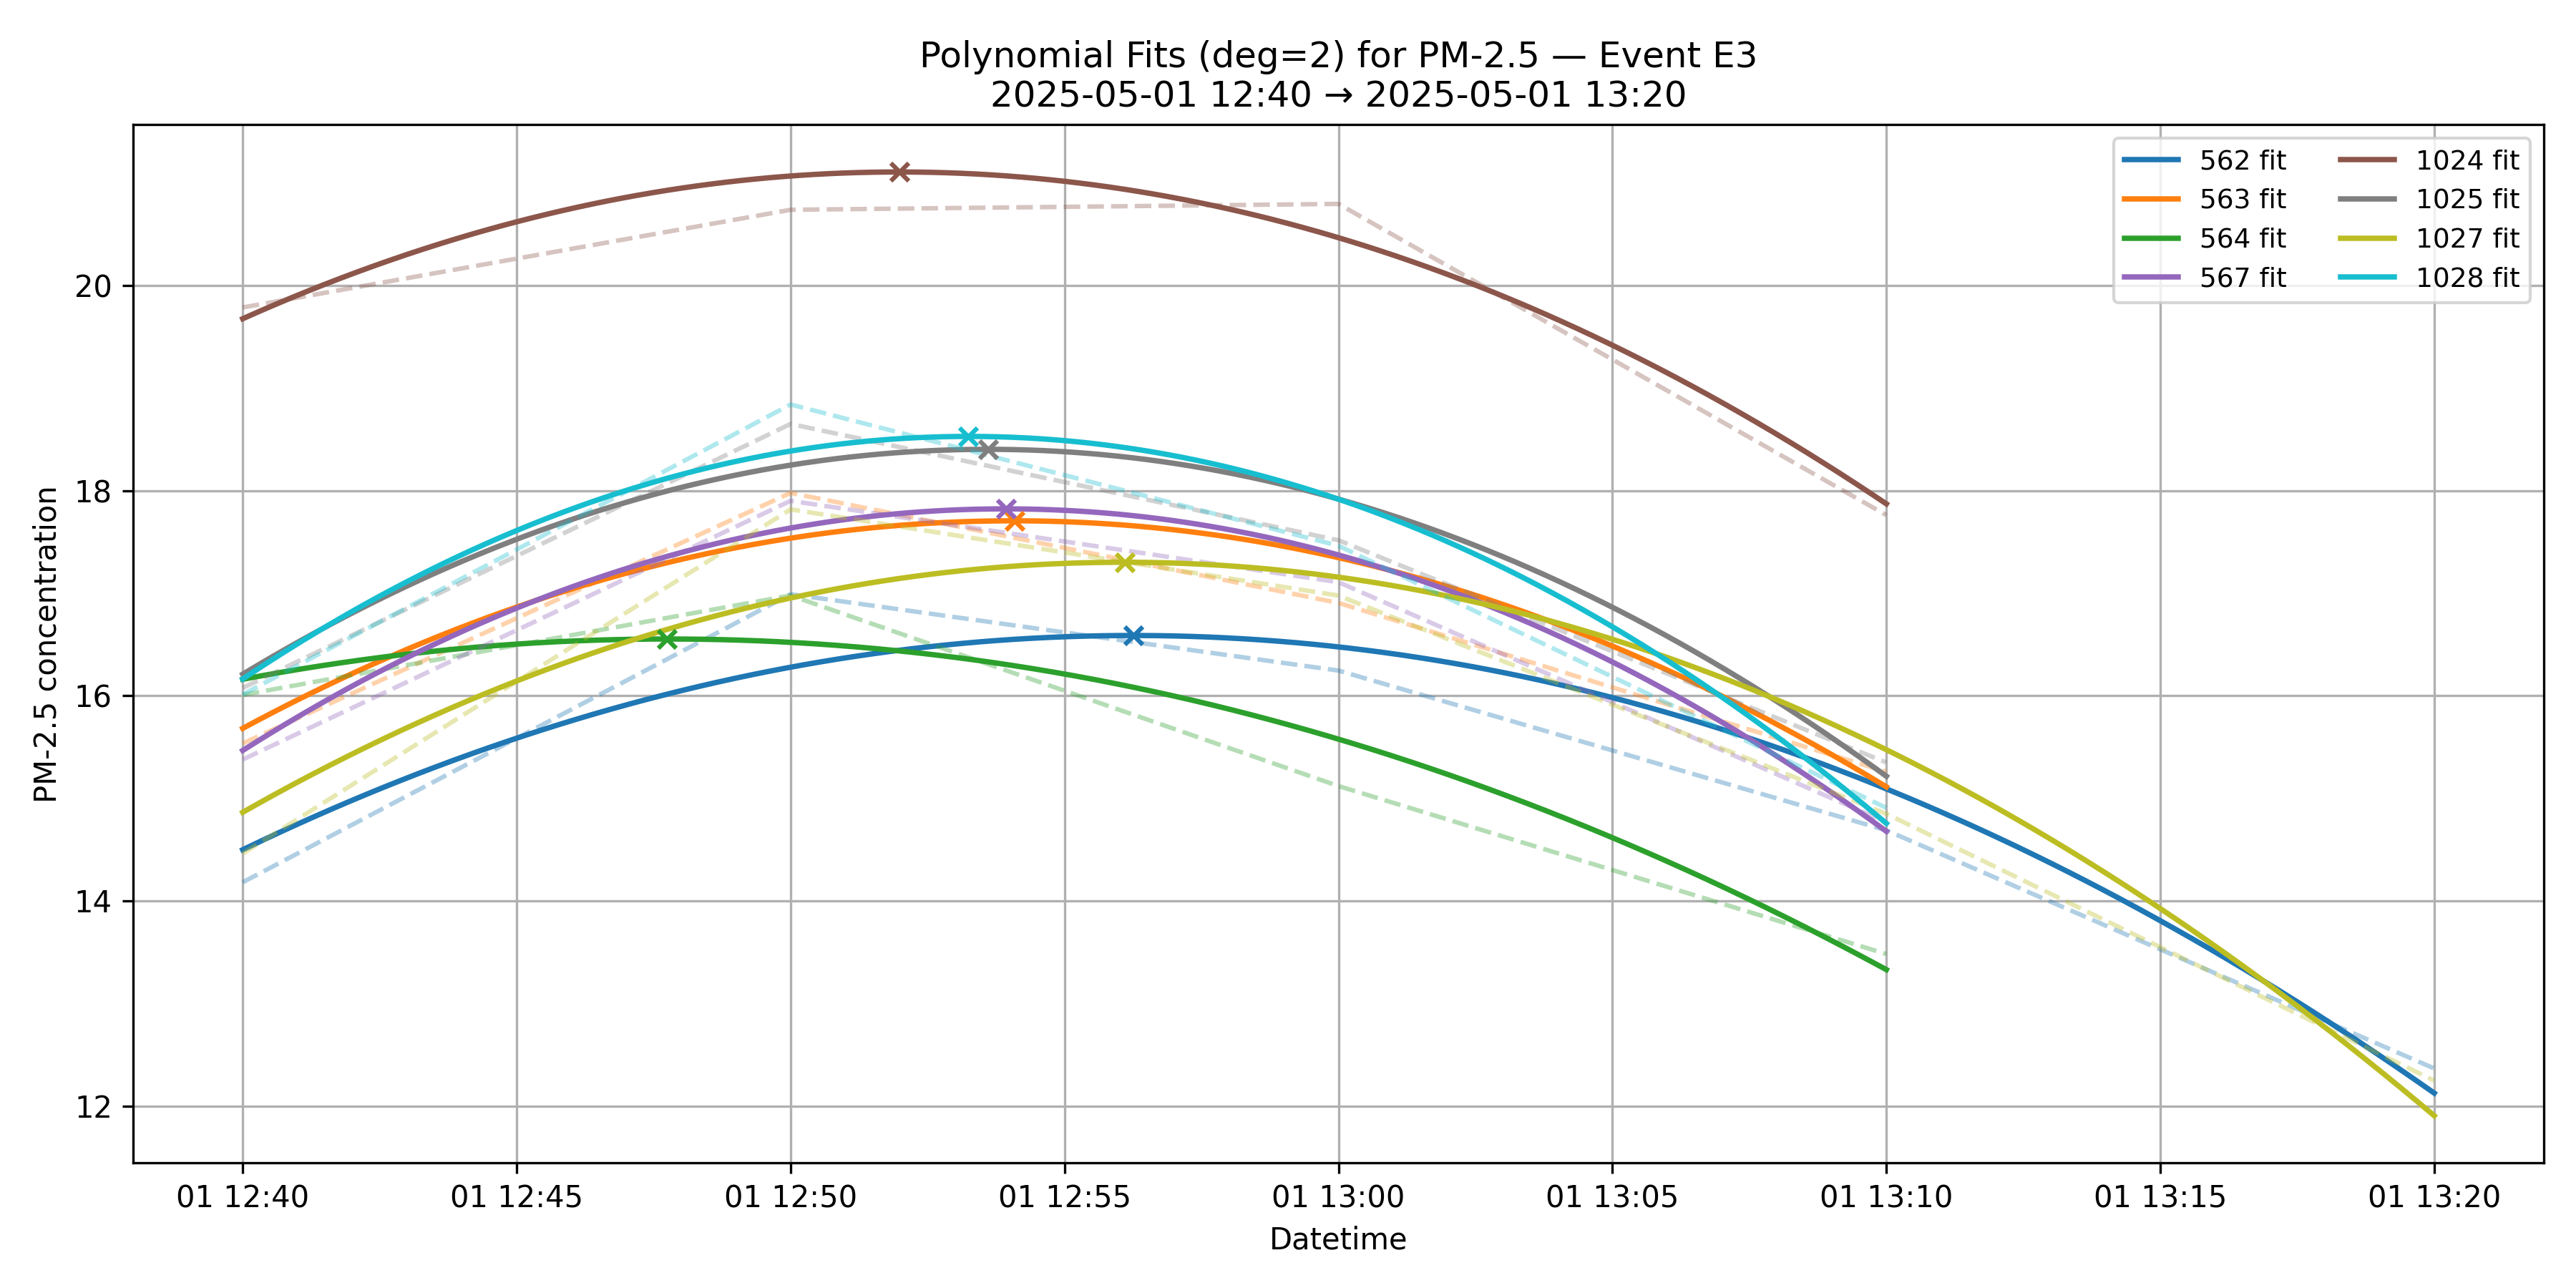 Polynomial Fits (deg=2) for PM-2.5 — Event E3
2025-05-01 12:40 → 2025-05-01 13:20
562 fit
563 fit
564 fit
567 fit
1024 fit
1025 fit
1027 fit
1028 fit
PM-2.5 concentration
20
18
16
14
12
01 12:40
01 12:45
01 12:50
01 12:55
01 13:00
01 13:05
01 13:10
01 13:15
01 13:20
Datetime